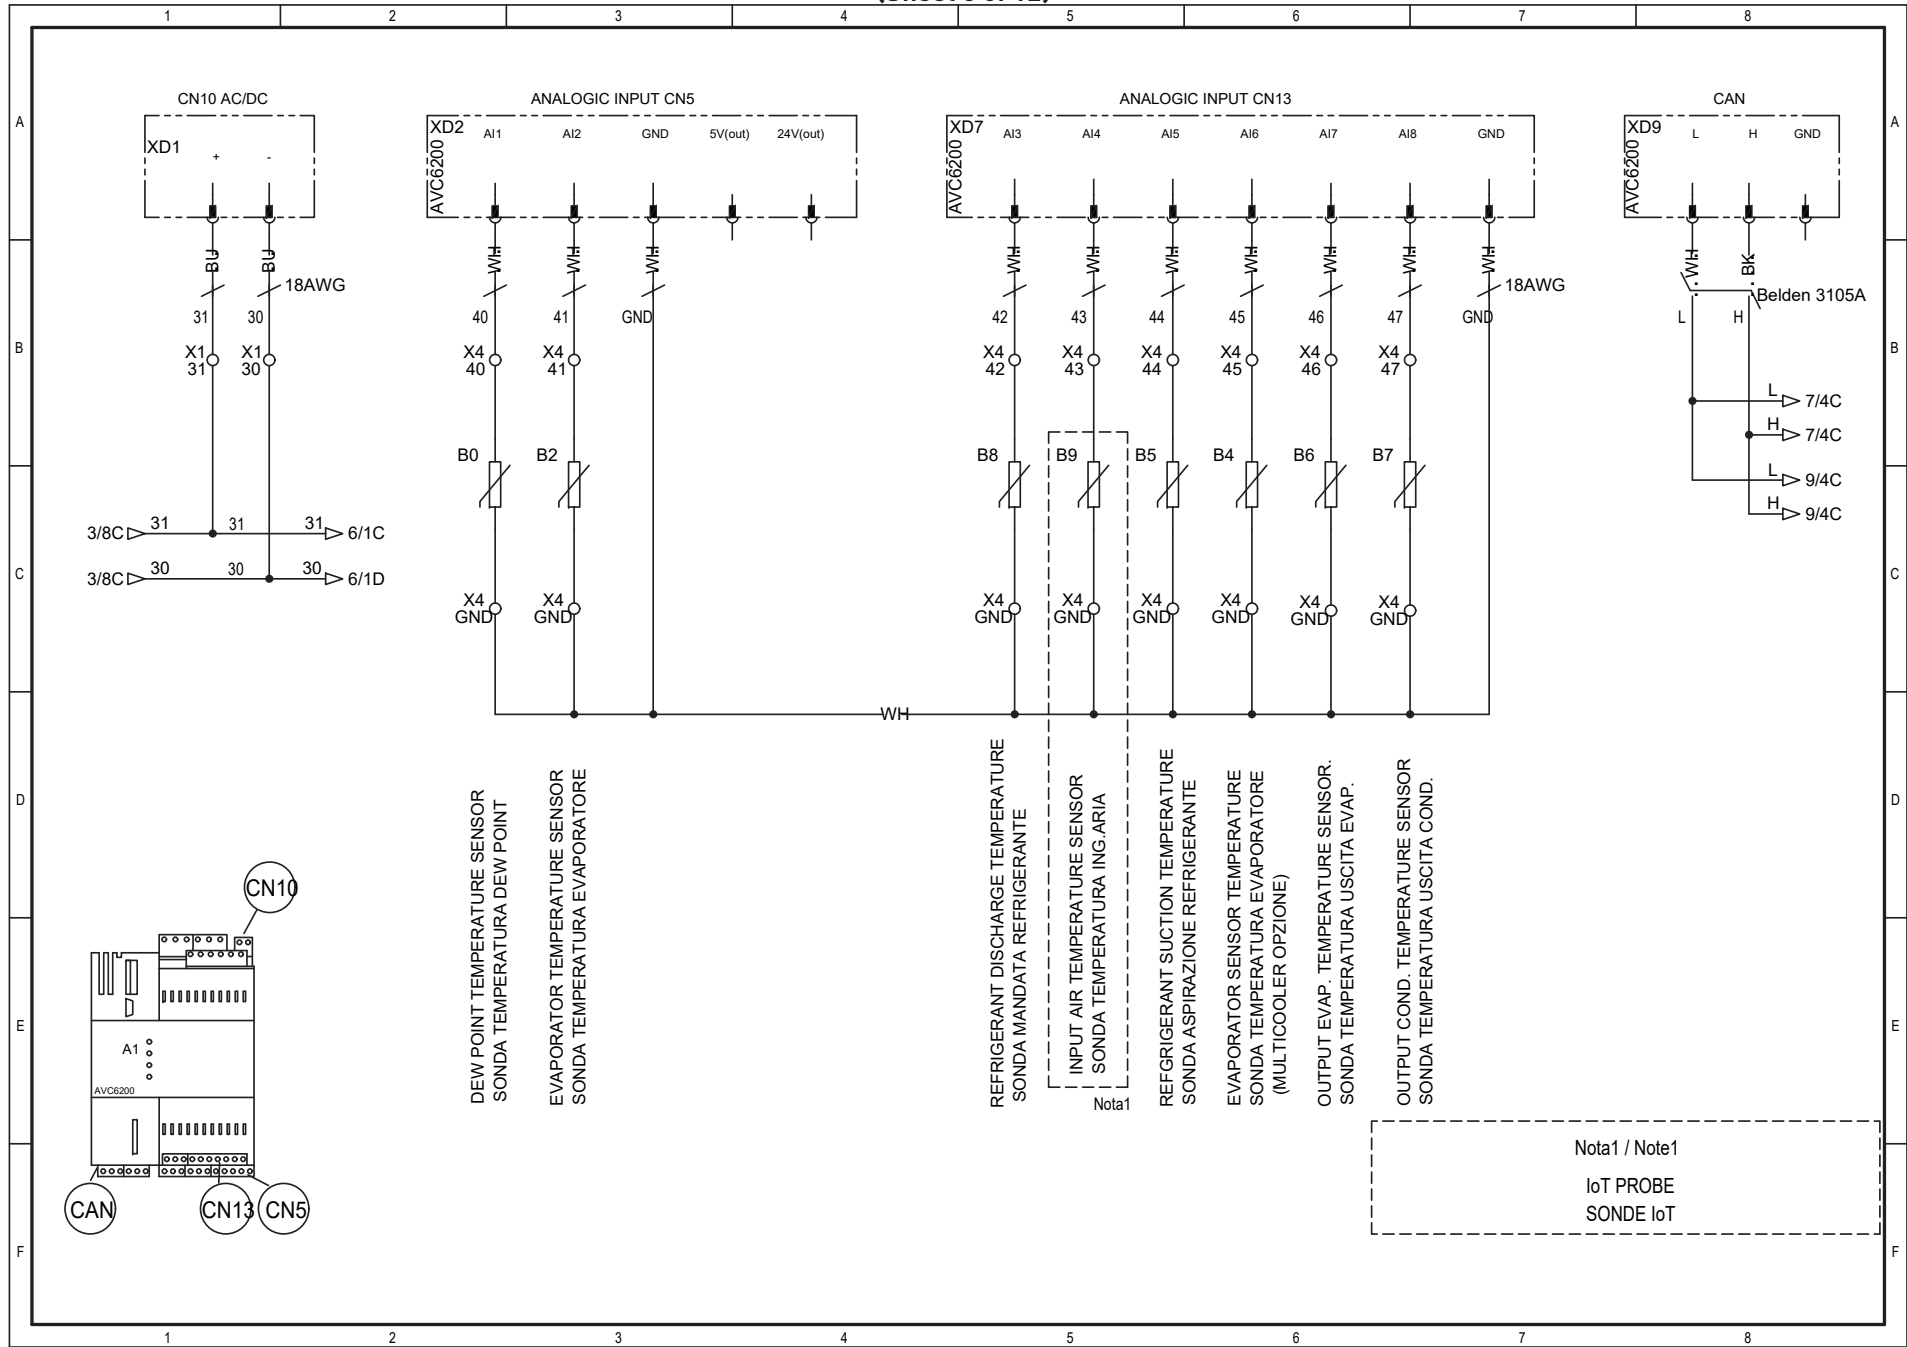 1 2 3 4 5 6 7 8
CN10 AC/DC
ANALOGIC INPUT CN5
ANALOGIC INPUT CN13
CAN
A
A
XD1
+ -
XD2
AVC6200
AI1 AI2 GND 5V(out) 24V(out)
XD7
AVC6200
AI3 AI4 AI5 AI6 AI7 AI8 GND
XD9
AVC6200
L H GND
BU BU
18AWG
WH WH WH
WH WH WH WH WH WH WH
18AWG
WH BK
Belden 3105A
31 30
40 41 GND
42 43 44 45 46 47 GND
L H
B
B
X1 X1
31 30
X4 X4
40 41
X4 X4 X4 X4 X4 X4
42 43 44 45 46 47
L 7/4C
H 7/4C
L 9/4C
H 9/4C
B0 B2
B8 B9 B5 B4 B6 B7
3/8C 31 31 31 6/1C
3/8C 30 30 30 6/1D
C
C
X4 X4
GND GND
X4 X4 X4 X4 X4 X4
GND GND GND GND GND GND
WH
D
D
DEW POINT TEMPERATURE SENSOR
SONDA TEMPERATURA DEW POINT
EVAPORATOR TEMPERATURE SENSOR
SONDA TEMPERATURA EVAPORATORE
REFRIGERANT DISCHARGE TEMPERATURE
SONDA MANDATA REFRIGERANTE
INPUT AIR TEMPERATURE SENSOR
SONDA TEMPERATURA ING.ARIA
Nota1
REFGRIGERANT SUCTION TEMPERATURE
SONDA ASPIRAZIONE REFRIGERANTE
EVAPORATOR SENSOR TEMPERATURE
SONDA TEMPERATURA EVAPORATORE
(MULTICOOLER OPZIONE)
OUTPUT EVAP. TEMPERATURE SENSOR.
SONDA TEMPERATURA USCITA EVAP.
OUTPUT COND. TEMPERATURE SENSOR
SONDA TEMPERATURA USCITA COND.
CN10
E
E
A1
AVC6200
CAN
CN13
CN5
Nota1 / Note1
IoT PROBE
SONDE IoT
F
F
1 2 3 4 5 6 7 8